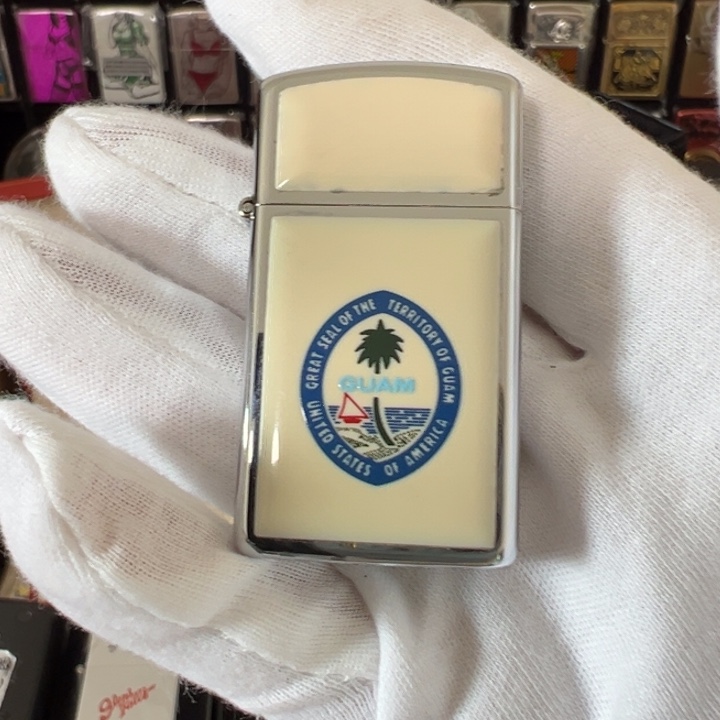 GREAT SEAL OF THE TERRITORY OF GUAM
GUAM
UNITED STATES OF AMERICA